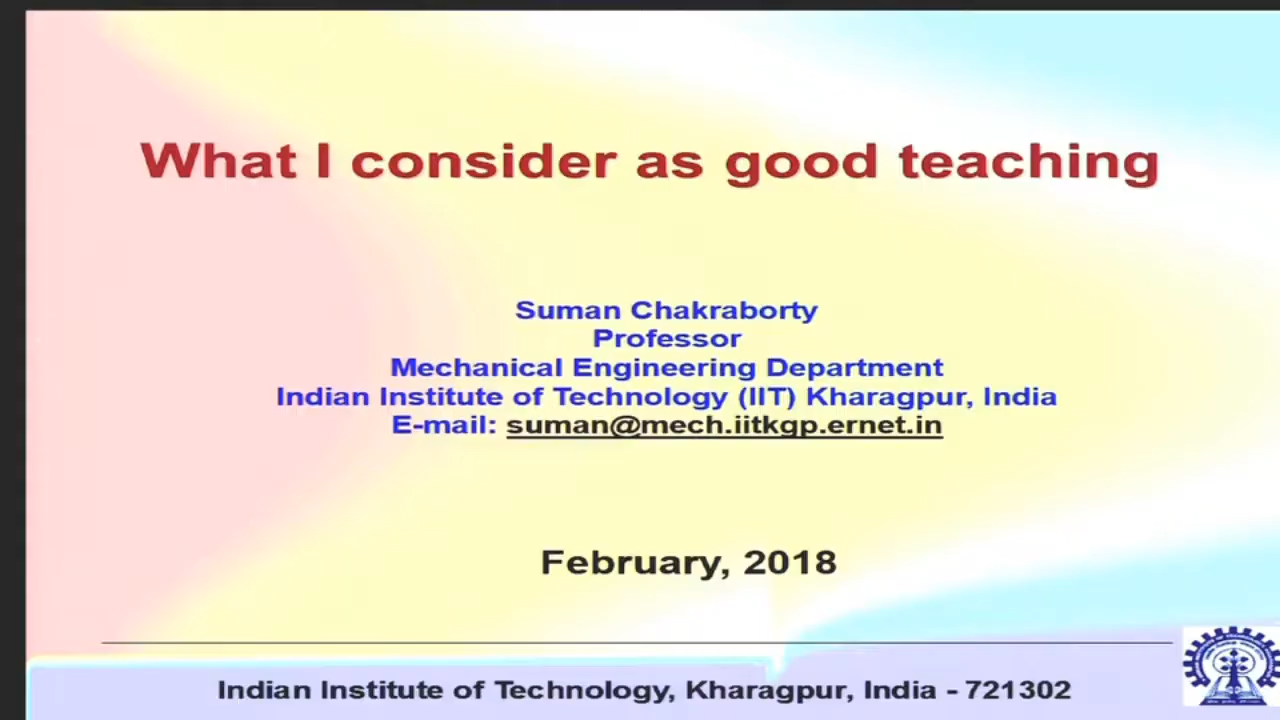 What I consider as good teaching
Suman Chakraborty
Professor
Mechanical Engineering Department
Indian Institute of Technology (IIT) Kharagpur, India
E-mail: suman@mech.iitkgp.ernet.in
February, 2018
Indian Institute of Technology, Kharagpur, India - 721302